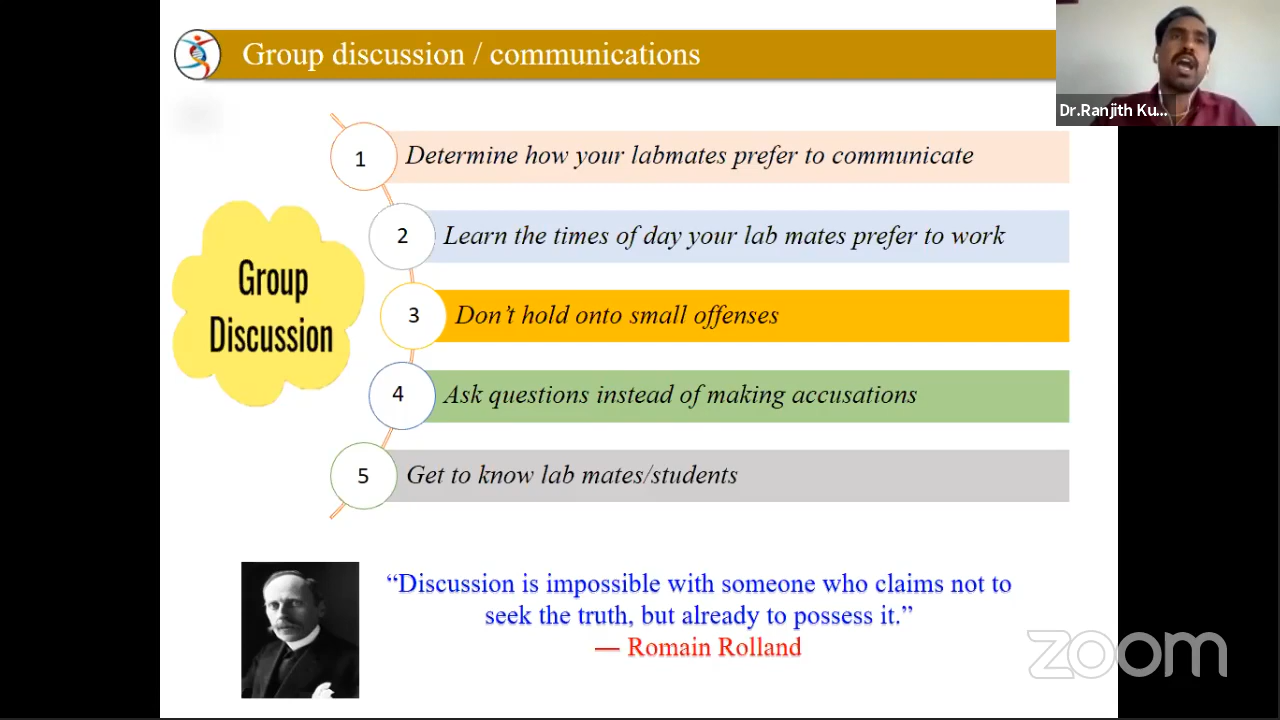 Group discussion / communications
Dr.Ranjith Ku...
1
Determine how your labmates prefer to communicate
2
Learn the times of day your lab mates prefer to work
Group
Discussion
3
Don't hold onto small offenses
4
Ask questions instead of making accusations
5
Get to know lab mates/students
“Discussion is impossible with someone who claims not to
seek the truth, but already to possess it.”
— Romain Rolland
zoom